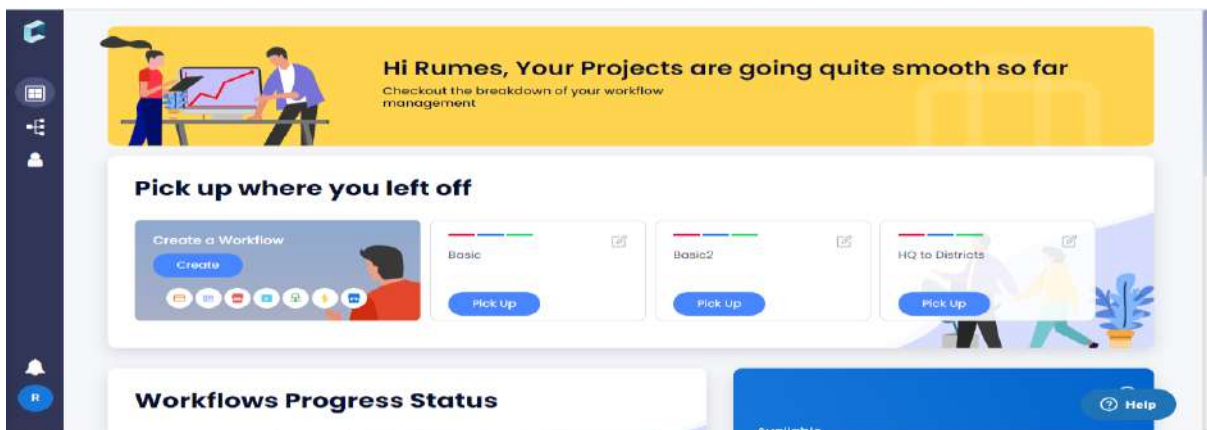 Hi Rumes, Your Projects are going quite smooth so far
Checkout the breakdown of your workflow
management
Pick up where you left off
Create a Workflow
Create
Basic
Pick Up
Basic2
Pick Up
HQ to Districts
Pick Up
Workflows Progress Status
Available
R
Help